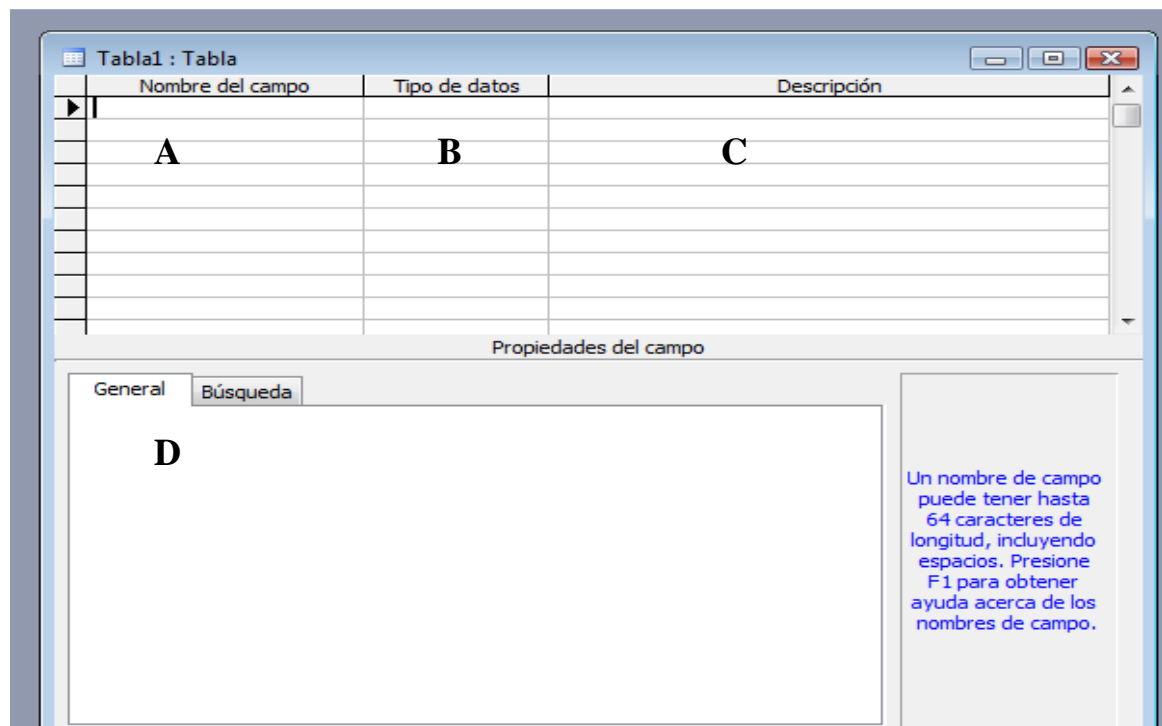 Tabla1 : Tabla
Nombre del campo Tipo de datos Descripción
A B C
Propiedades del campo
General Búsqueda
D
Un nombre de campo
puede tener hasta
64 caracteres de
longitud, incluyendo
espacios. Presione
F1 para obtener
ayuda acerca de los
nombres de campo.